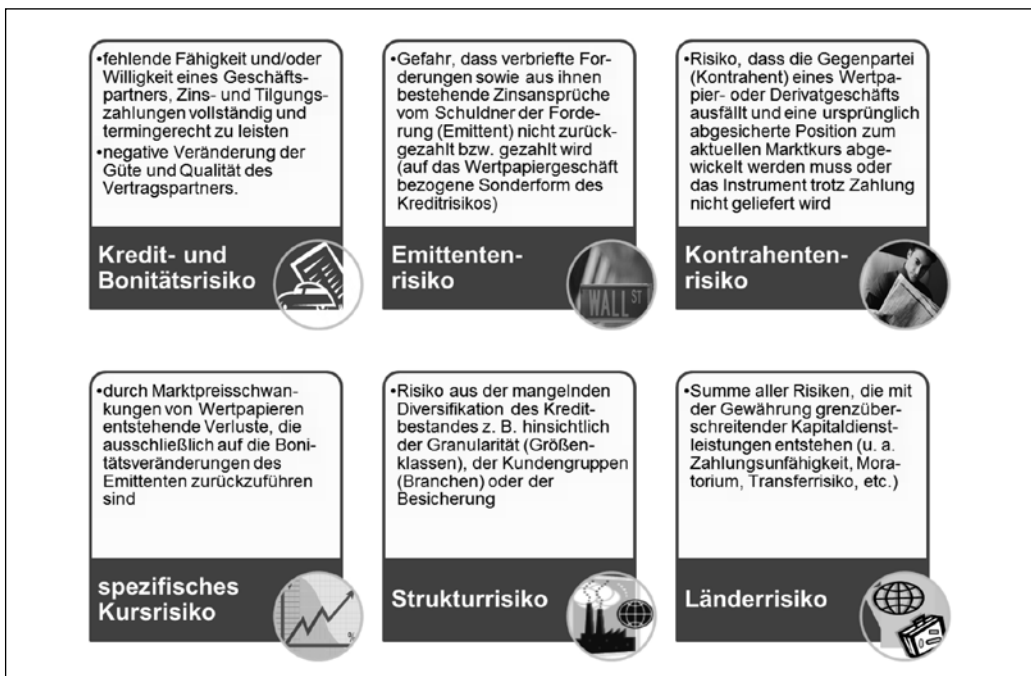 •fehlende Fähigkeit und/oder
Willigkeit eines Geschäfts-
partners, Zins- und Tilgungs-
zahlungen vollständig und
termingerecht zu leisten
•negative Veränderung der
Güte und Qualität des
Vertragspartners.
Kredit- und
Bonitätsrisiko
•Gefahr, dass verbriefte For-
derungen sowie aus ihnen
bestehende Zinsansprüche
vom Schuldner der Forde-
rung (Emittent) nicht zurück-
gezahlt bzw. gezahlt wird
(auf das Wertpapiergeschäft
bezogene Sonderform des
Kreditrisikos)
Emittenten-
risiko
WALL ST
•Risiko, dass die Gegenpartei
(Kontrahent) eines Wertpa-
pier- oder Derivatgeschäfts
ausfällt und eine ursprünglich
abgesicherte Position zum
aktuellen Marktkurs abge-
wickelt werden muss oder
das Instrument trotz Zahlung
nicht geliefert wird
Kontrahenten-
risiko
•durch Marktpreisschwan-
kungen von Wertpapieren
entstehende Verluste, die
ausschließlich auf die Boni-
tätsveränderungen des
Emittenten zurückzuführen
sind
spezifisches
Kursrisiko
%
•Risiko aus der mangelnden
Diversifikation des Kredit-
bestandes z. B. hinsichtlich
der Granularität (Größen-
klassen), der Kundengruppen
(Branchen) oder der
Besicherung
Strukturrisiko
•Summe aller Risiken, die mit
der Gewährung grenzüber-
schreitender Kapitaldienst-
leistungen entstehen (u. a.
Zahlungsunfähigkeit, Mora-
torium, Transferrisiko, etc.)
Länderrisiko